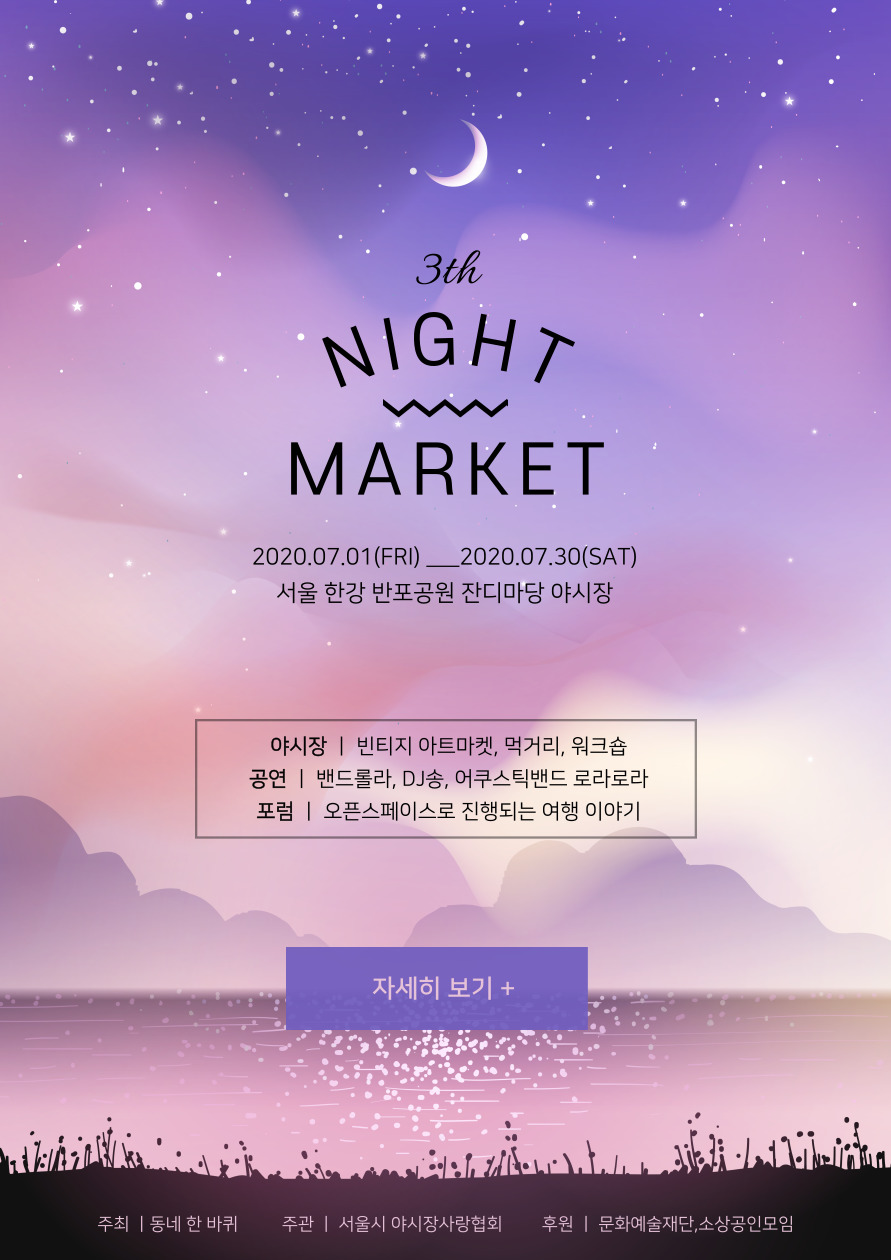 3th
NIGHT
MARKET
2020.07.01(FRI) ___2020.07.30(SAT)
서울 한강 반포공원 잔디마당 야시장
야시장 | 빈티지 아트마켓, 먹거리, 워크숍
공연 | 밴드롤라, DJ송, 어쿠스틱밴드 로라로라
포럼 | 오픈스페이스로 진행되는 여행 이야기
자세히 보기 +
주최 | 동네 한 바퀴 주관 | 서울시 야시장사랑협회 후원 | 문화예술재단,소상공인모임